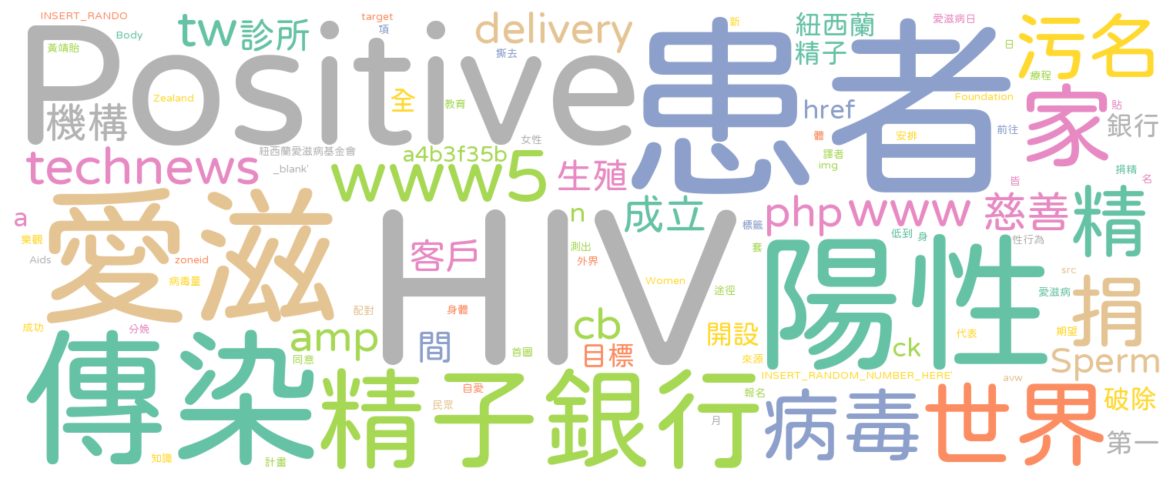 INSERT_RANDO
Body
tw
診所
delivery
target
項
撕去
Positive
患者
紐西蘭
精子
愛滋病日
新
日
污名
黃靖胎
Zealand
全
教育
療程
機構
href
Foundation
家
貼
銀行
女性
體
安排
前往
technews
紐西蘭愛滋病基金會
_blank'
a4b3f35b
www5
生殖
譯者
img
捐精
名
皆
愛滋
HIV
n
成立
標籤
php
www
慈善
精
a
樂觀
Aids
zoneid
病毒量
客戶
測出
外界
套
低到
身
性行為
陽性
Women
途徑
src
愛滋病
捐
配對
身體
成功
分娩
傳染
amp
間
cb
開設
代表
期望
同意
首圖
目標
來源
ck
Sperm
INSERT_RANDOM_NUMBER_HERE'
avw
精子銀行
自愛
民眾
報名
月
病毒
世界
破除
第一
知識
計畫